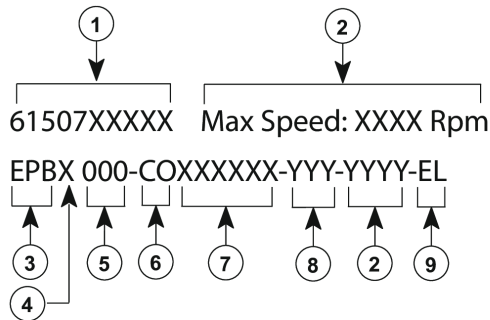 1 2
61507XXXXX Max Speed: XXXX Rpm
EPBX 000-COXXXXXX-YYY-YYYY-EL
3 5 6 7 8 2 9
4